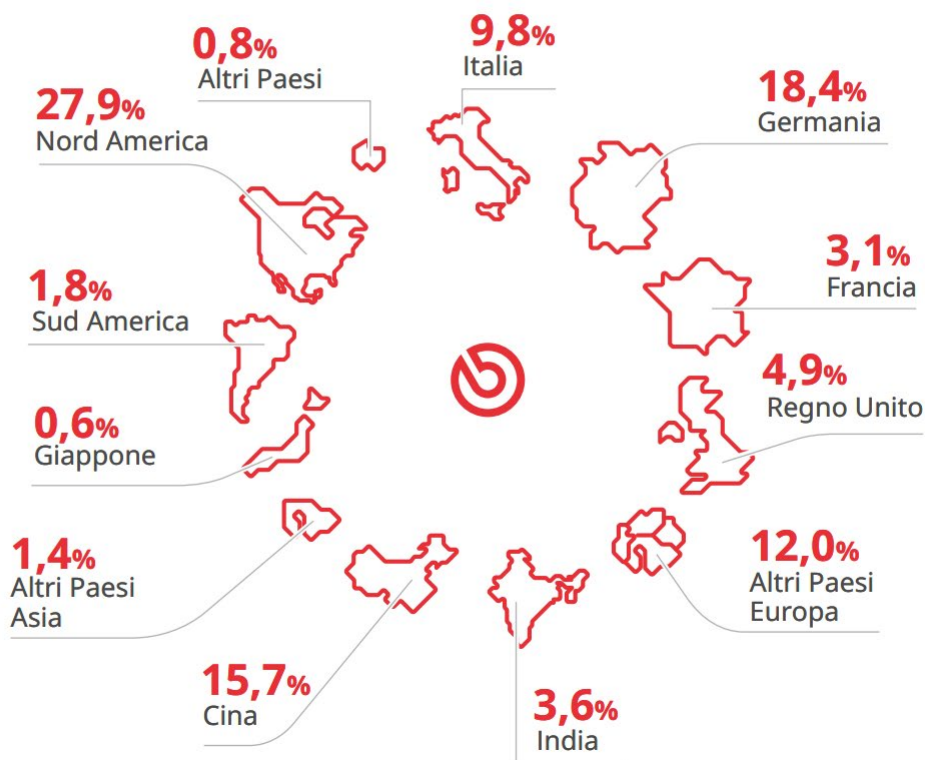 0,8%
Altri Paesi
9,8%
Italia
27,9%
Nord America
18,4%
Germania
1,8%
Sud America
3,1%
Francia
0,6%
Giappone
4,9%
Regno Unito
1,4%
Altri Paesi
Asia
12,0%
Altri Paesi
Europa
15,7%
Cina
3,6%
India